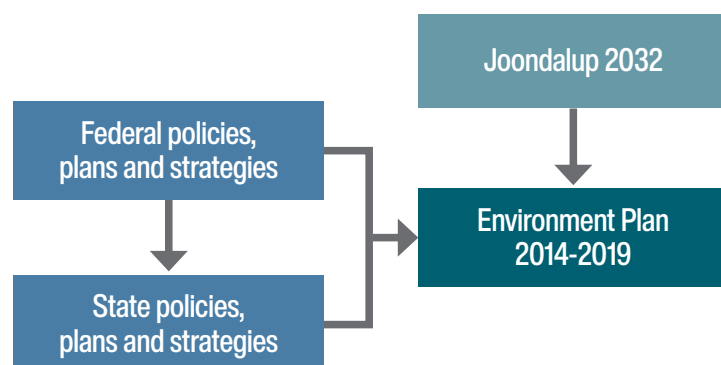 Joondalup 2032
Federal policies,
plans and strategies
Environment Plan
2014-2019
State policies,
plans and strategies